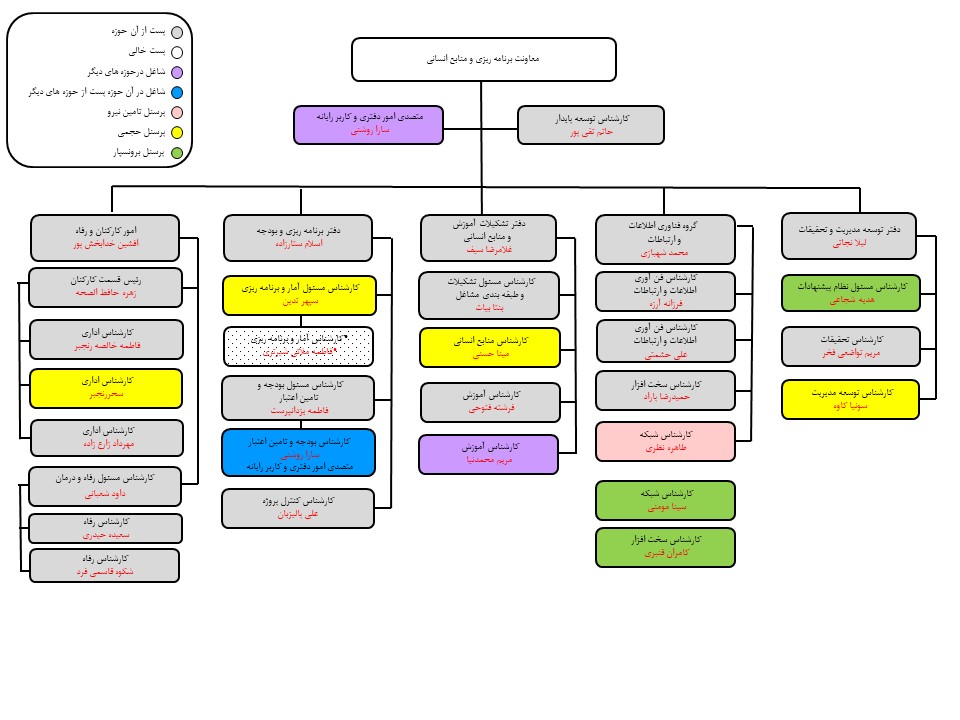 پست از آن حوزه
پست خالی
شاغل درحوزه های دیگر
شاغل در آن حوزه پست از حوزه های دیگر
پرسنل تامین نیرو
پرسنل حجمی
پرسنل برونسپار
معاونت برنامه ریزی و منابع انسانی
کارشناس توسعه پایدار
حاتم تقی پور
متصدی امور دفتری و کاربر رایانه
سارا روشنی
دفتر توسعه مدیریت و تحقیقات
لیلا نجاتی
کارشناس مسئول نظام پیشنهادات
هدیه شجاعی
کارشناس تحقیقات
مریم تواضعی فخر
کارشناس توسعه مدیریت
سونیا کاوه
گروه فناوری اطلاعات
و ارتباطات
محمد شهبازی
کارشناس فن آوری
اطلاعات و ارتباطات
فرزانه آرزه
کارشناس فن آوری
اطلاعات و ارتباطات
علی حشمتی
کارشناس سخت افزار
حمیدرضا باراد
کارشناس شبکه
طاهره نظری
کارشناس شبکه
سینا مومنی
کارشناس سخت افزار
کامران قنبری
دفتر تشکیلات آموزش
و منابع انسانی
غلامرضا سیف
کارشناس مسئول تشکیلات
و طبقه بندی مشاغل
پنتا بیات
کارشناس منابع انسانی
مینا حسنی
کارشناس آموزش
فرشته فتوحی
کارشناس آموزش
مریم محمدنیا
دفتر برنامه ریزی و بودجه
اسلام ستارزاده
کارشناس مسئول آمار و برنامه ریزی
سپهر تدین
*کارشناس آمار و برنامه ریزی
*فاطمه
کارشناس مسئول بودجه و
تامین اعتبار
فاطمه یزدانپرست
کارشناس بودجه و تامین اعتبار
سارا روشنی
متصدی امور دفتری و کاربر رایانه
کارشناس کنترل پروژه
علی پالیزبان
امور کارکنان و رفاه
افشین خدابخش پور
رئیس قسمت کارکنان
زهره حافظ الصحه
کارشناس اداری
فاطمه خالصه رنجبر
کارشناس اداری
سحررنجبر
کارشناس اداری
مهرداد زارع زاده
کارشناس مسئول رفاه و درمان
داود شعبانی
کارشناس رفاه
سعیده حیدری
کارشناس رفاه
شکوه قاسمی فرد